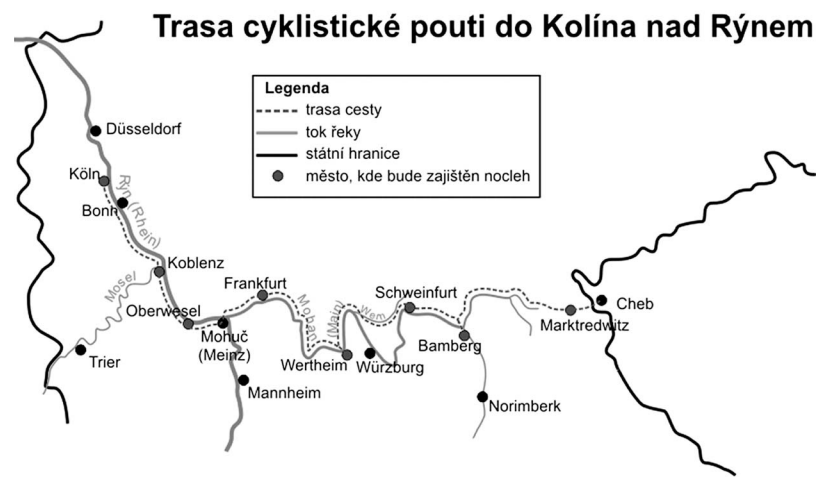 Trasa cyklistické pouti do Kolína nad Rýnem
Legenda
trasa cesty
tok řeky
státní hranice
město, kde bude zajištěn nocleh
Düsseldorf
Köln
Rýn (Rhein)
Bonn
Koblenz
Mosel
Frankfurt
Oberwesel
Mohuč
(Meinz)
Mohan
(Main)
Wern
Schweinfurt
Cheb
Marktredwitz
Bamberg
Trier
Wertheim
Würzburg
Mannheim
Norimberk